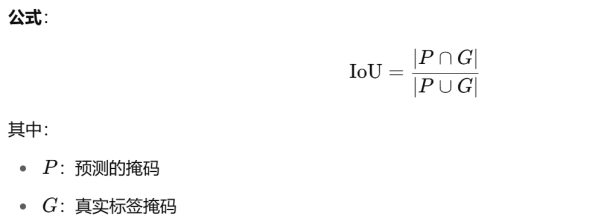 公式：
IoU = |P ∩ G| / |P ∪ G|
其中：
• P：预测的掩码
• G：真实标签掩码